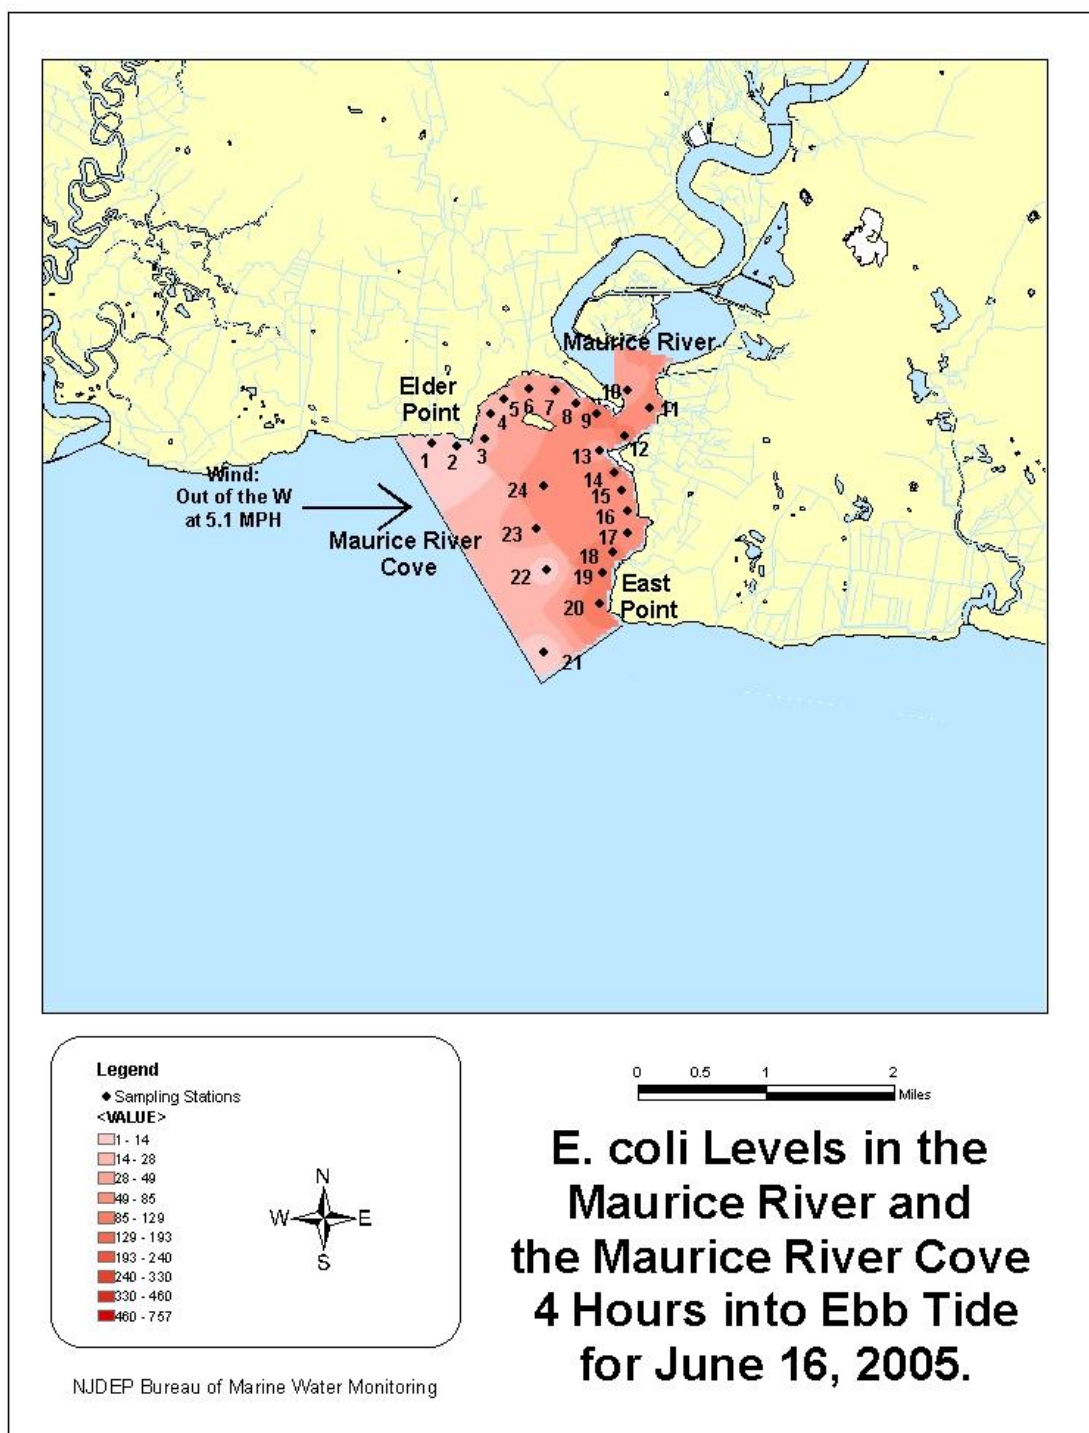 Maurice River
Elder
Point
10
11
12
13
14
15
16
17
18
19
20
21
22
23
24
1
2
3
4
5
6
7
8
9
Wind:
Out of the W
at 5.1 MPH
Maurice River
Cove
East
Point
Legend
Sampling Stations
<VALUE>
1 - 14
14 - 28
28 - 49
49 - 85
85 - 129
129 - 193
193 - 240
240 - 330
330 - 460
460 - 757
N
W
E
S
0 0.5 1 2
Miles
E. coli Levels in the
Maurice River and
the Maurice River Cove
4 Hours into Ebb Tide
for June 16, 2005.
NJDEP Bureau of Marine Water Monitoring